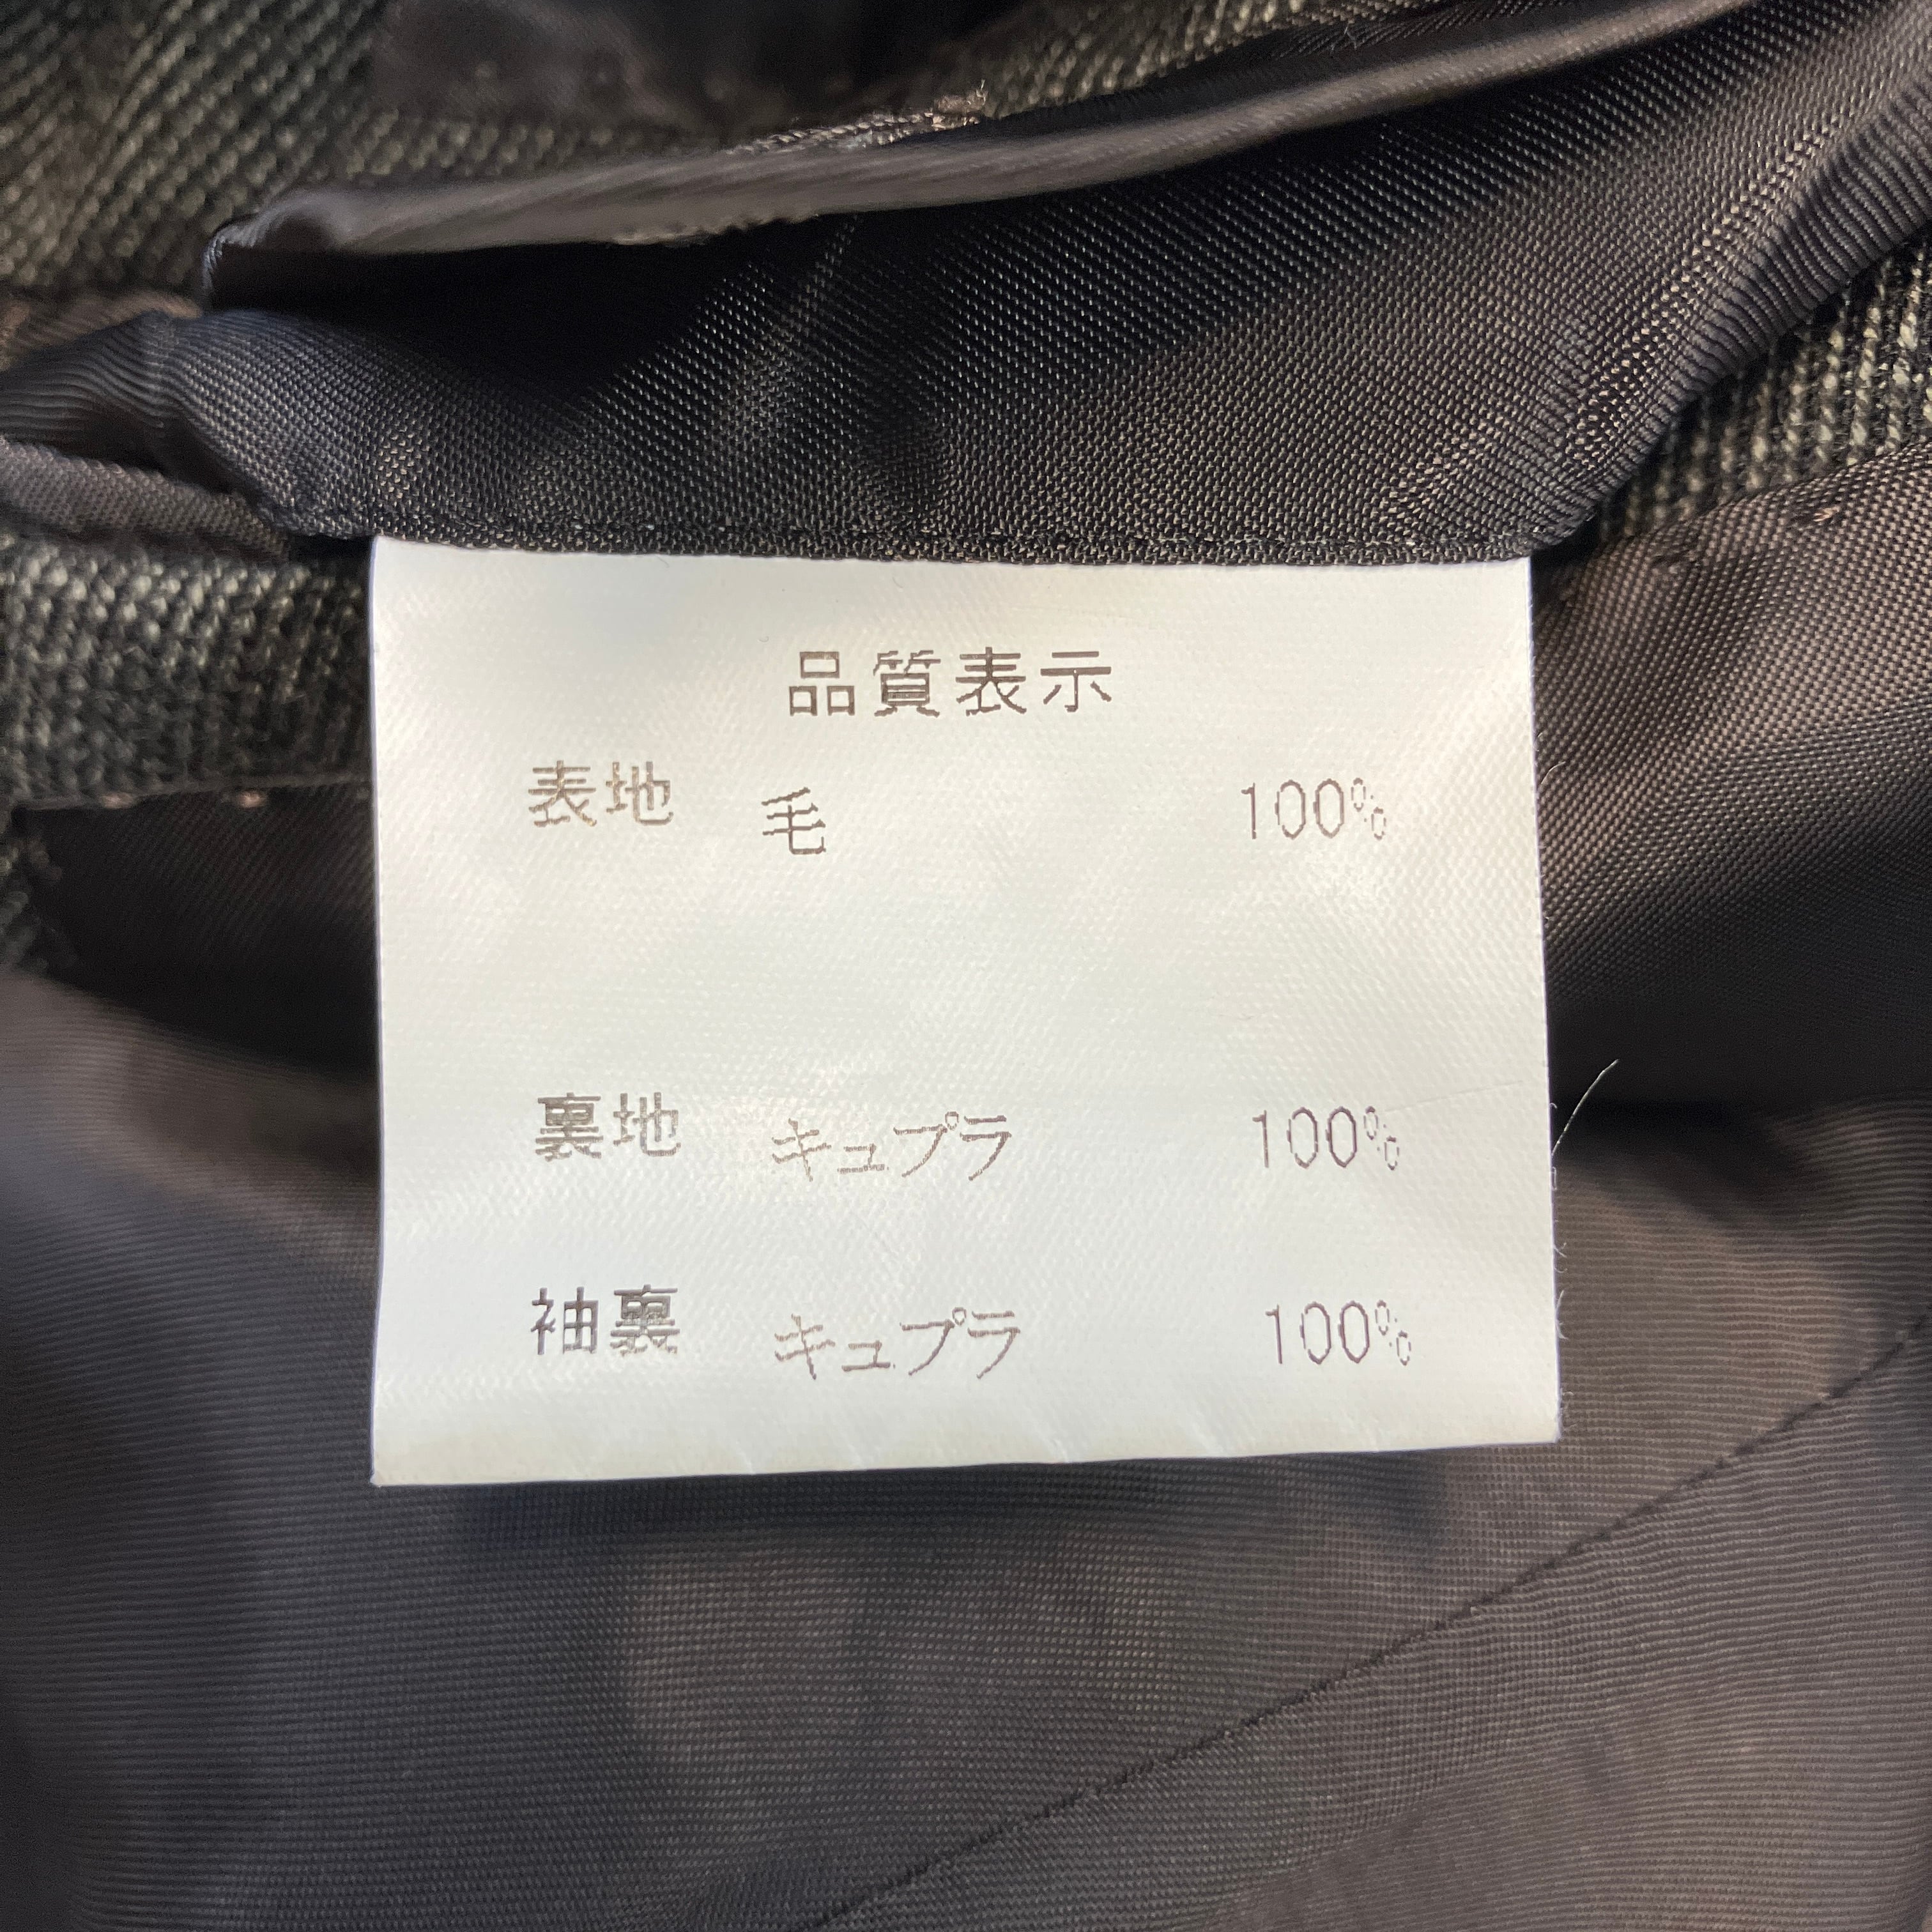 品質表示
表地 毛 100%
裏地 キュプラ 100%
袖裏 キュプラ 100%